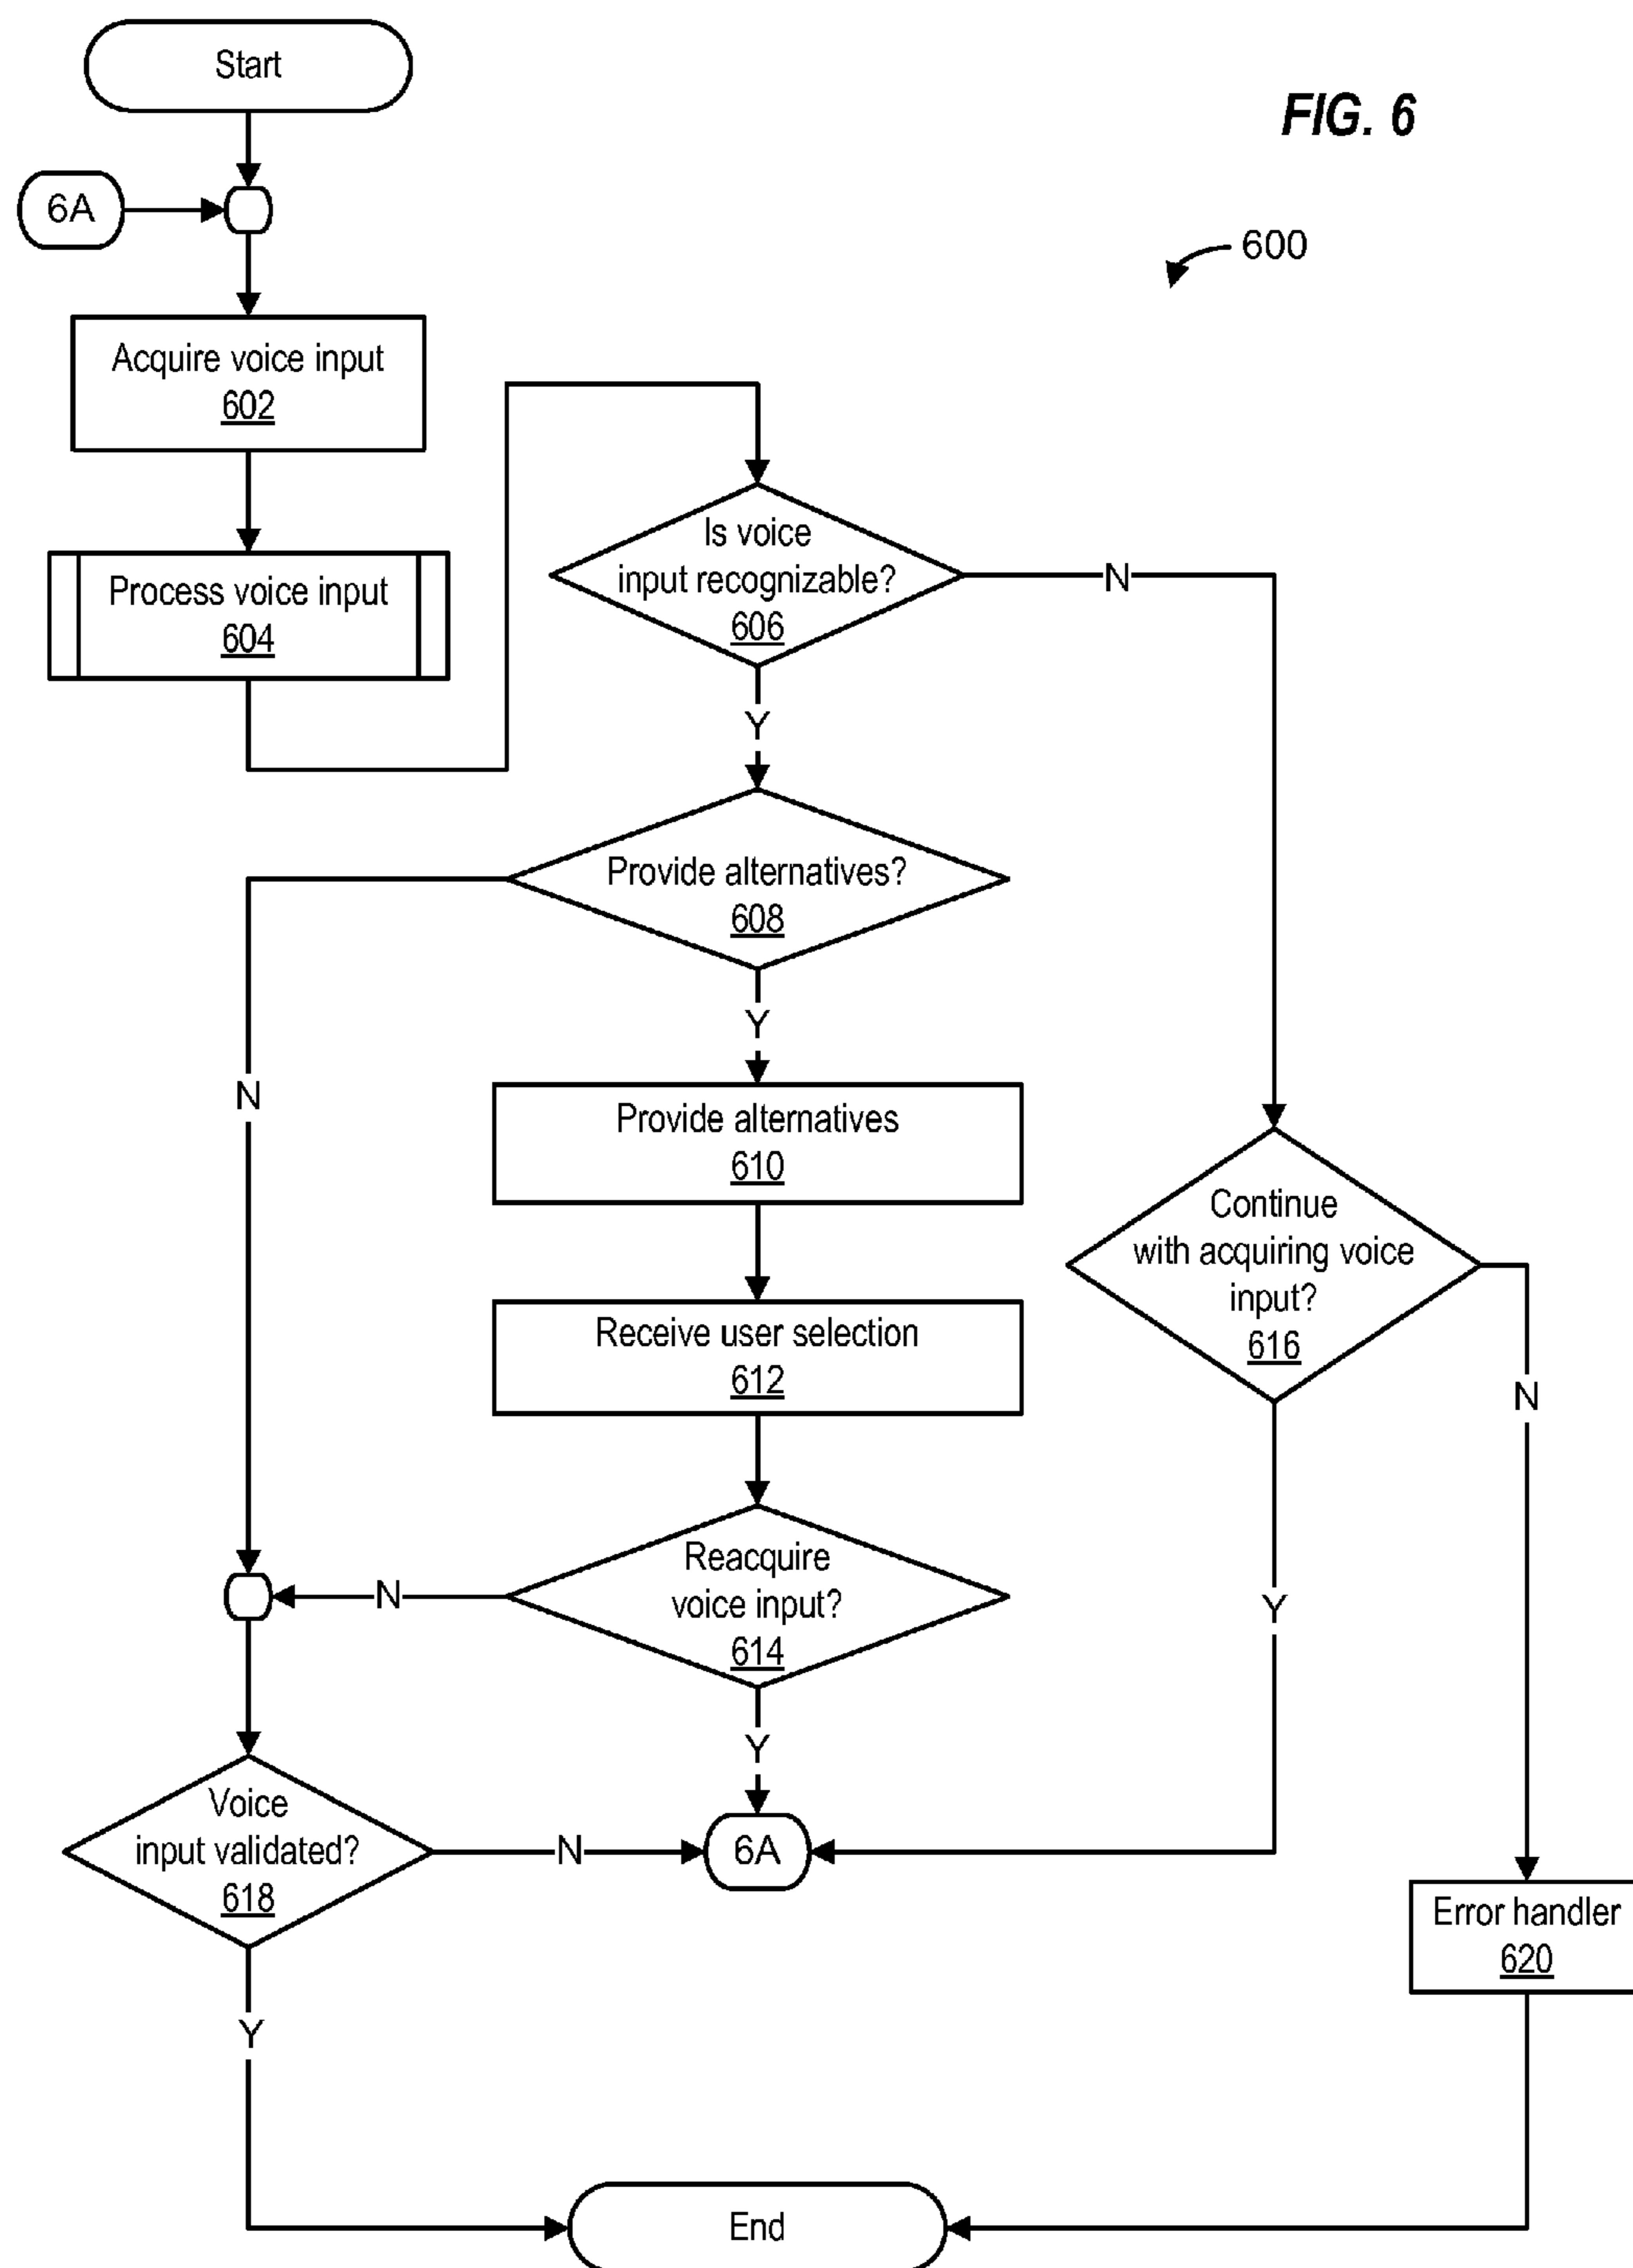 Start
FIG. 6
6A
600
Acquire voice input
602
Process voice input
604
Is voice
input recognizable?
606
N
Y
Provide alternatives?
608
N
Y
Provide alternatives
610
Receive user selection
612
Continue
with acquiring voice
input?
616
N
Y
Reacquire
voice input?
614
N
Y
Voice
input validated?
618
N
6A
Y
Error handler
620
End